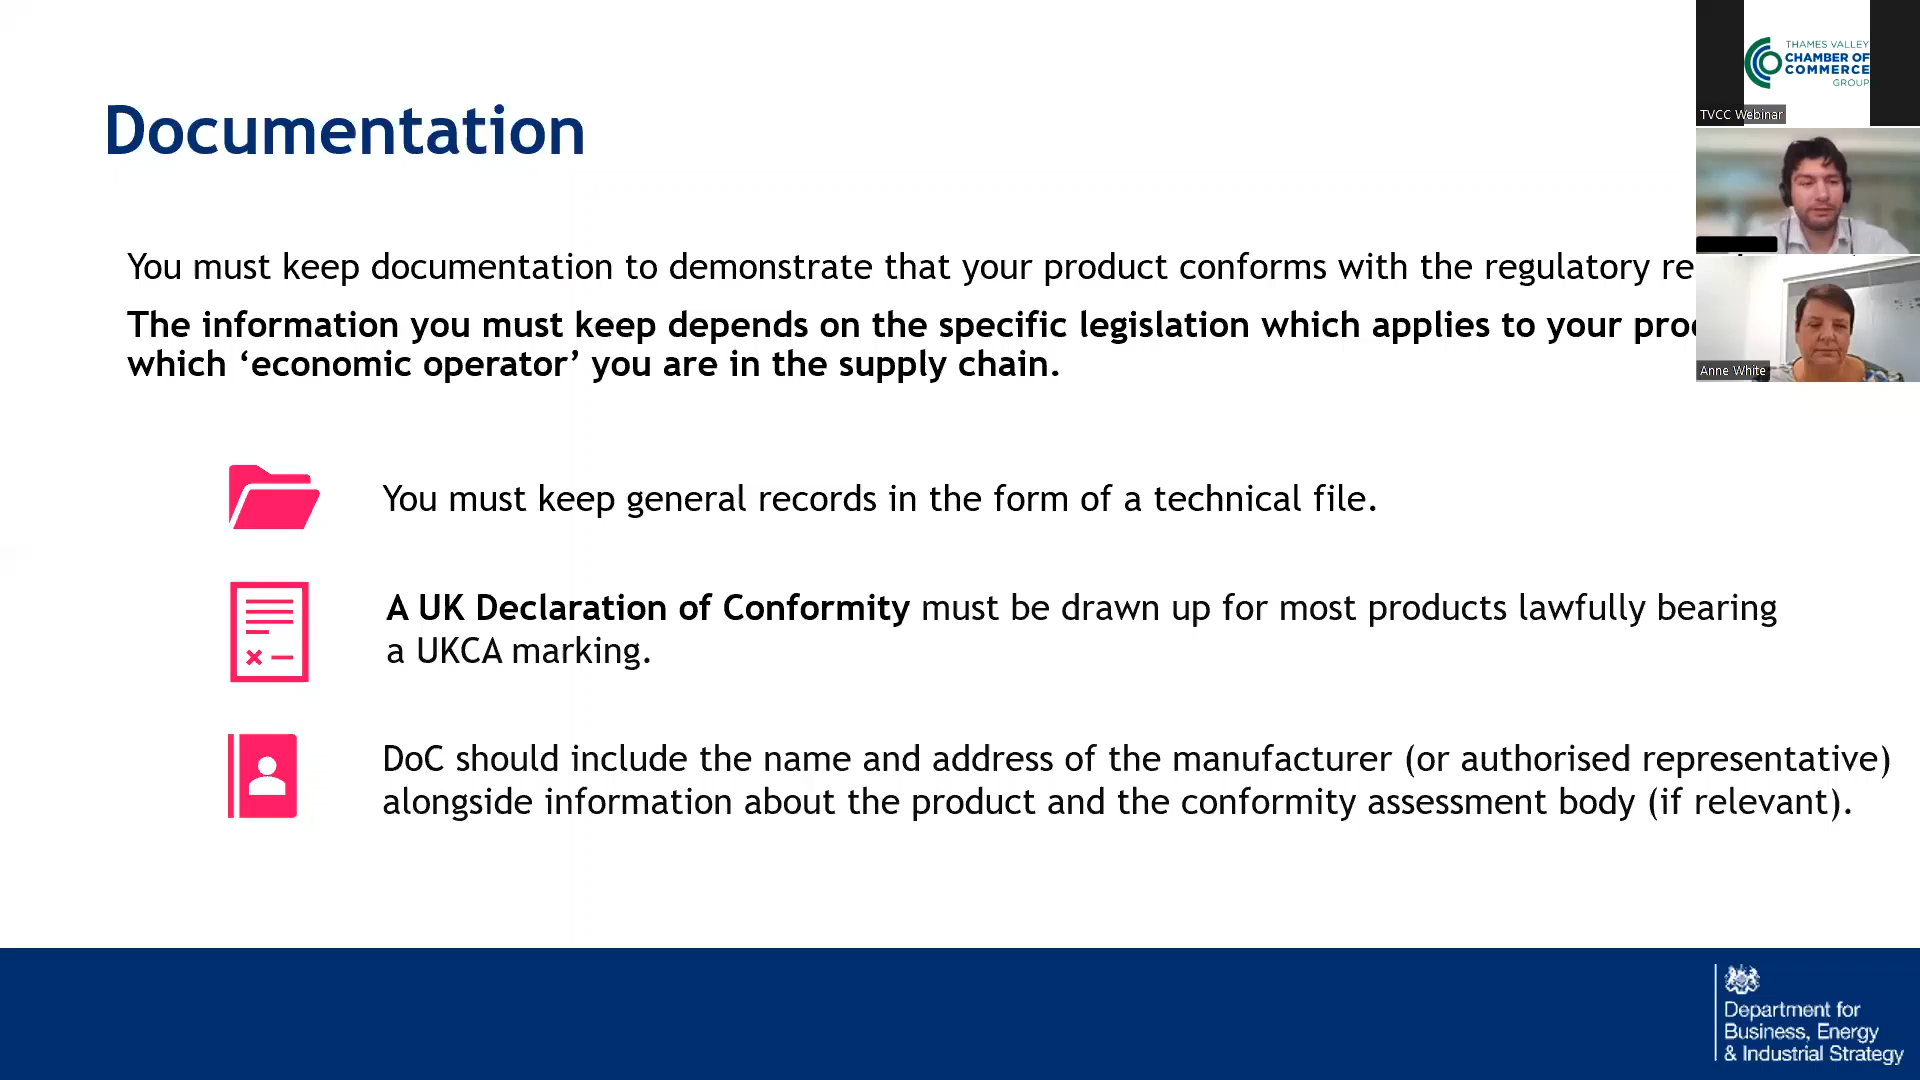 Documentation
You must keep documentation to demonstrate that your product conforms with the regulatory
The information you must keep depends on the specific legislation which applies to your
which ‘economic operator’ you are in the supply chain.
You must keep general records in the form of a technical file.
A UK Declaration of Conformity must be drawn up for most products lawfully bearing
a UKCA marking.
DoC should include the name and address of the manufacturer (or authorised representative)
alongside information about the product and the conformity assessment body (if relevant).
THAMES VALLEY
CHAMBER OF
COMMERCE
GROUP
TVCC Webinar
Anne White
Department for
Business, Energy
& Industrial Strategy